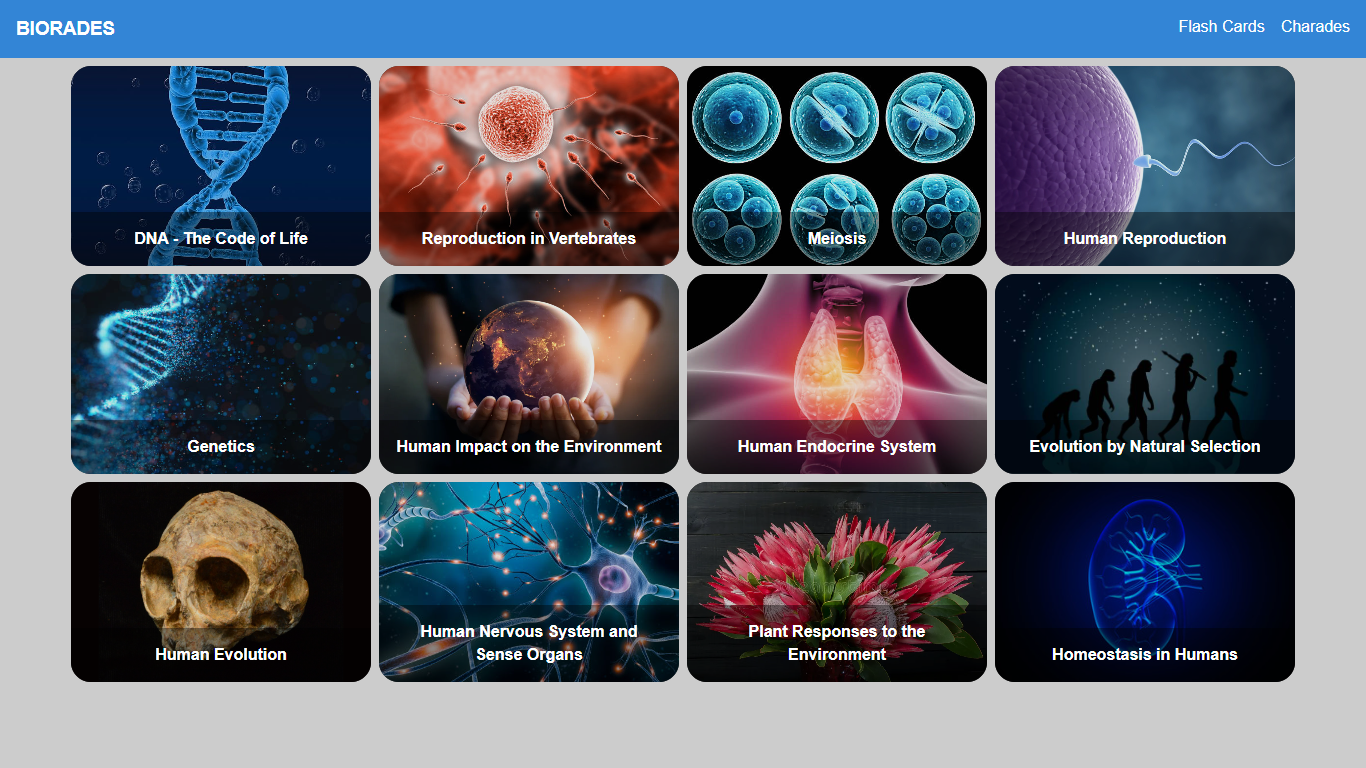 BIORADES
Flash Cards Charades
DNA - The Code of Life
Reproduction in Vertebrates
Meiosis
Human Reproduction
Genetics
Human Impact on the Environment
Human Endocrine System
Evolution by Natural Selection
Human Evolution
Human Nervous System and
Sense Organs
Plant Responses to the
Environment
Homeostasis in Humans